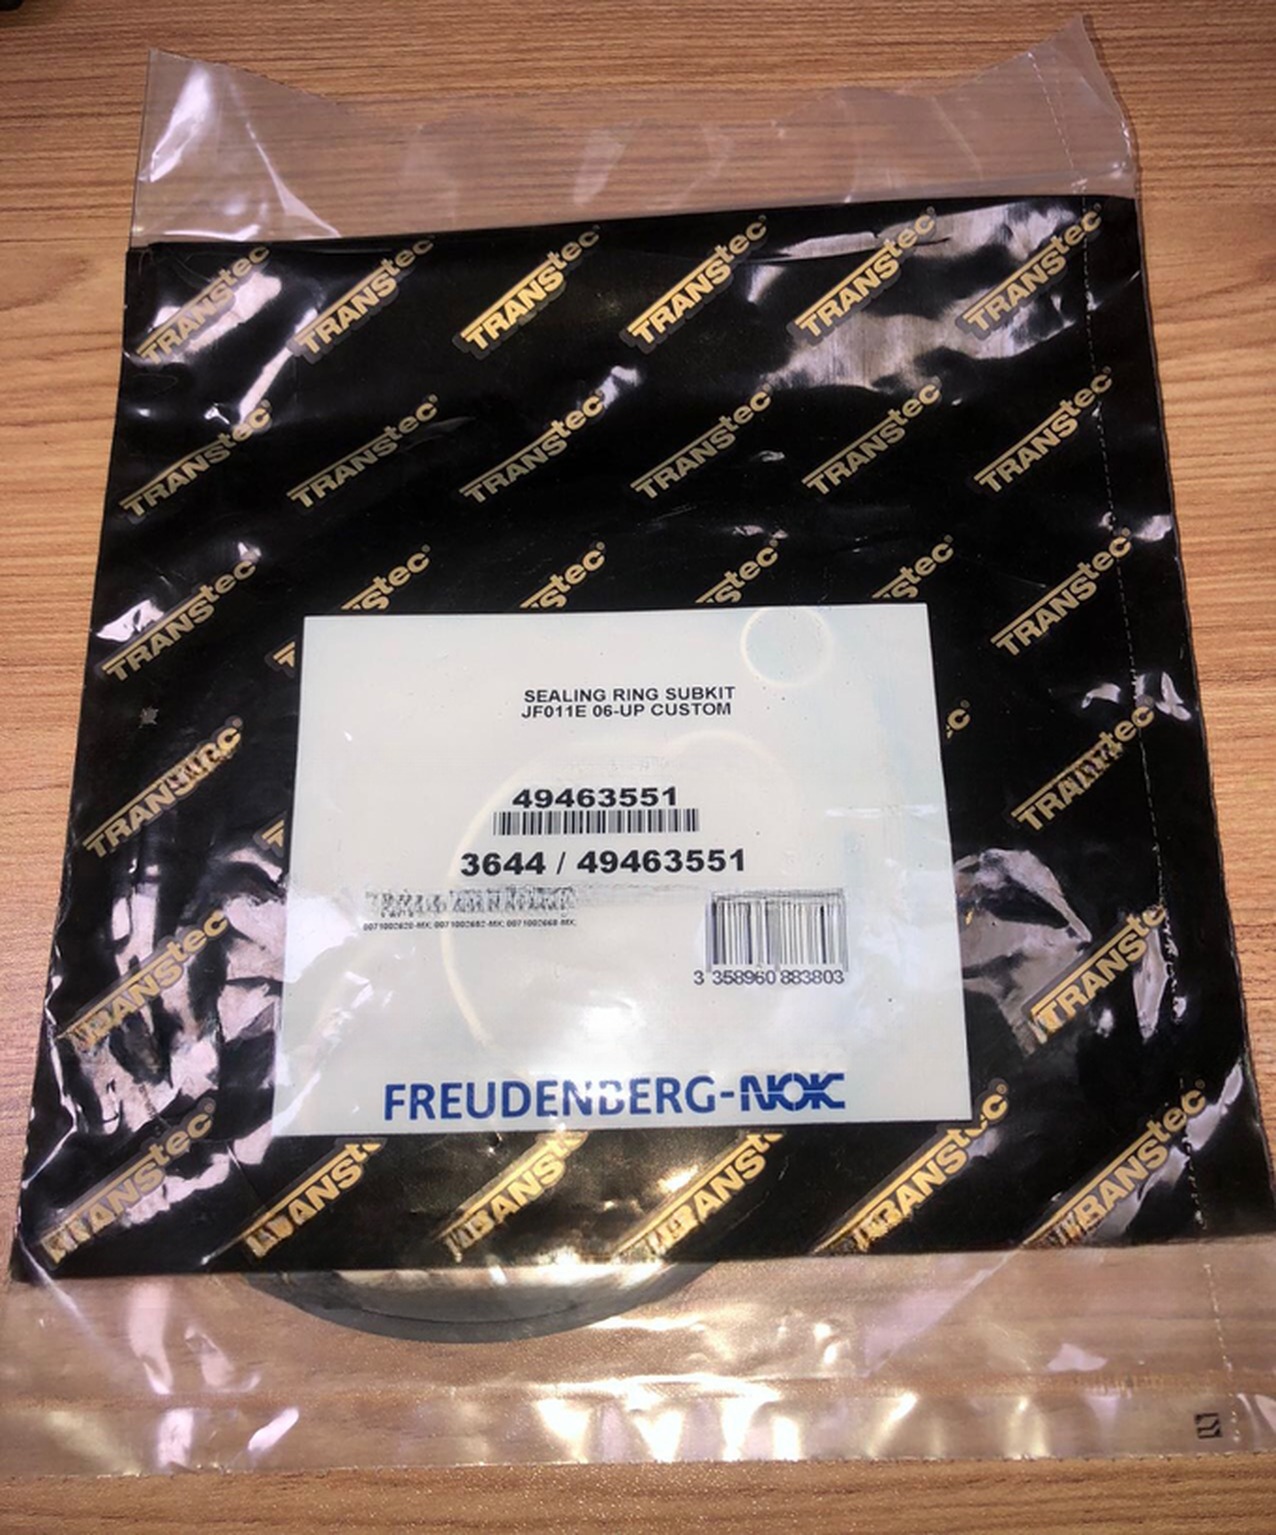 TRANStec®
SEALING RING SUBKIT
JF011E 06-UP CUSTOM
49463551
3644 / 49463551
3 358960 883803
FREUDENBERG-NOK